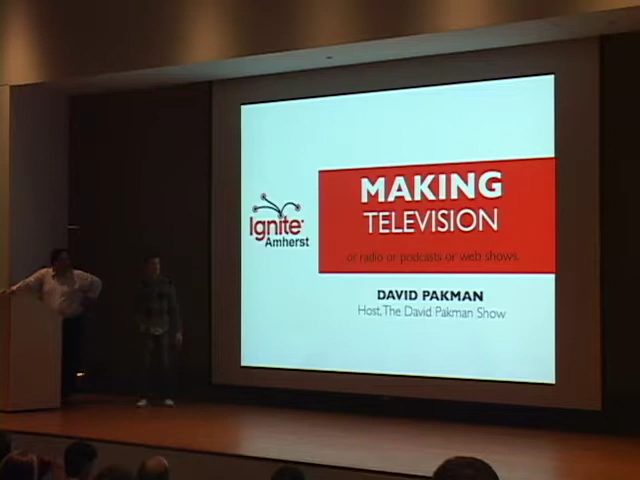 Ignite
Amherst
MAKING
TELEVISION
or radio or podcasts or web shows.
DAVID PAKMAN
Host, The David Pakman Show